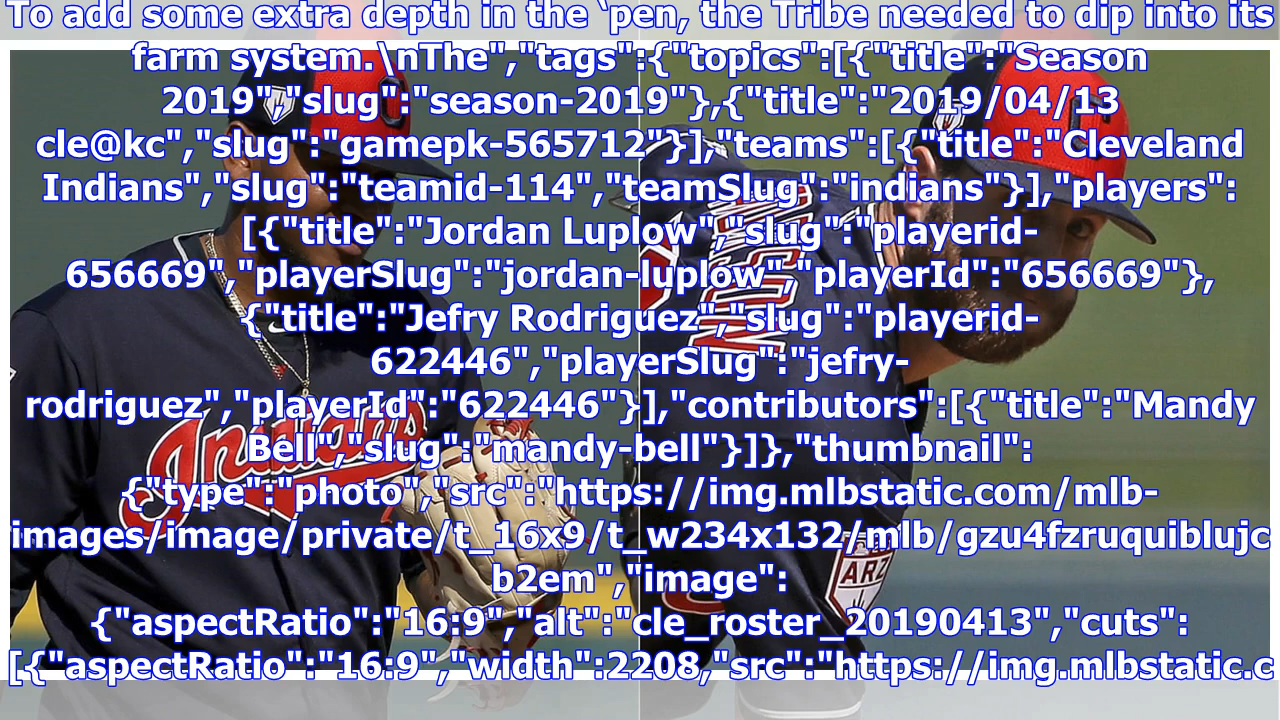 To add some extra depth in the ‘pen, the Tribe needed to dip into its
farm system.\nThe","tags":{"topics":[{"title":"Season
2019","slug":"season-2019"},{"title":"2019/04/13
cle@kc","slug":"gamepk-565712"}],"teams":[{"title":"Cleveland
Indians","slug":"teamid-114","teamSlug":"indians"}],"players":
[{"title":"Jordan Luplow","slug":"playerid-
656669","playerSlug":"jordan-luplow","playerId":"656669"},
{"title":"Jefry Rodriguez","slug":"playerid-
622446","playerSlug":"jefry-
rodriguez","playerId":"622446"}],"contributors":[{"title":"Mandy
Bell","slug":"mandy-bell"}]},"thumbnail":
{"type":"photo","src":"https://img.mlbstatic.com/mlb-
images/image/private/t_16x9/t_w234x132/mlb/gzu4fzruquiblujc
b2em","image":
{"aspectRatio":"16:9","alt":"cle_roster_20190413","cuts":
[{"aspectRatio":"16:9","width":2208,"src":"https://img.mlbstatic.c
Indians
ARZ